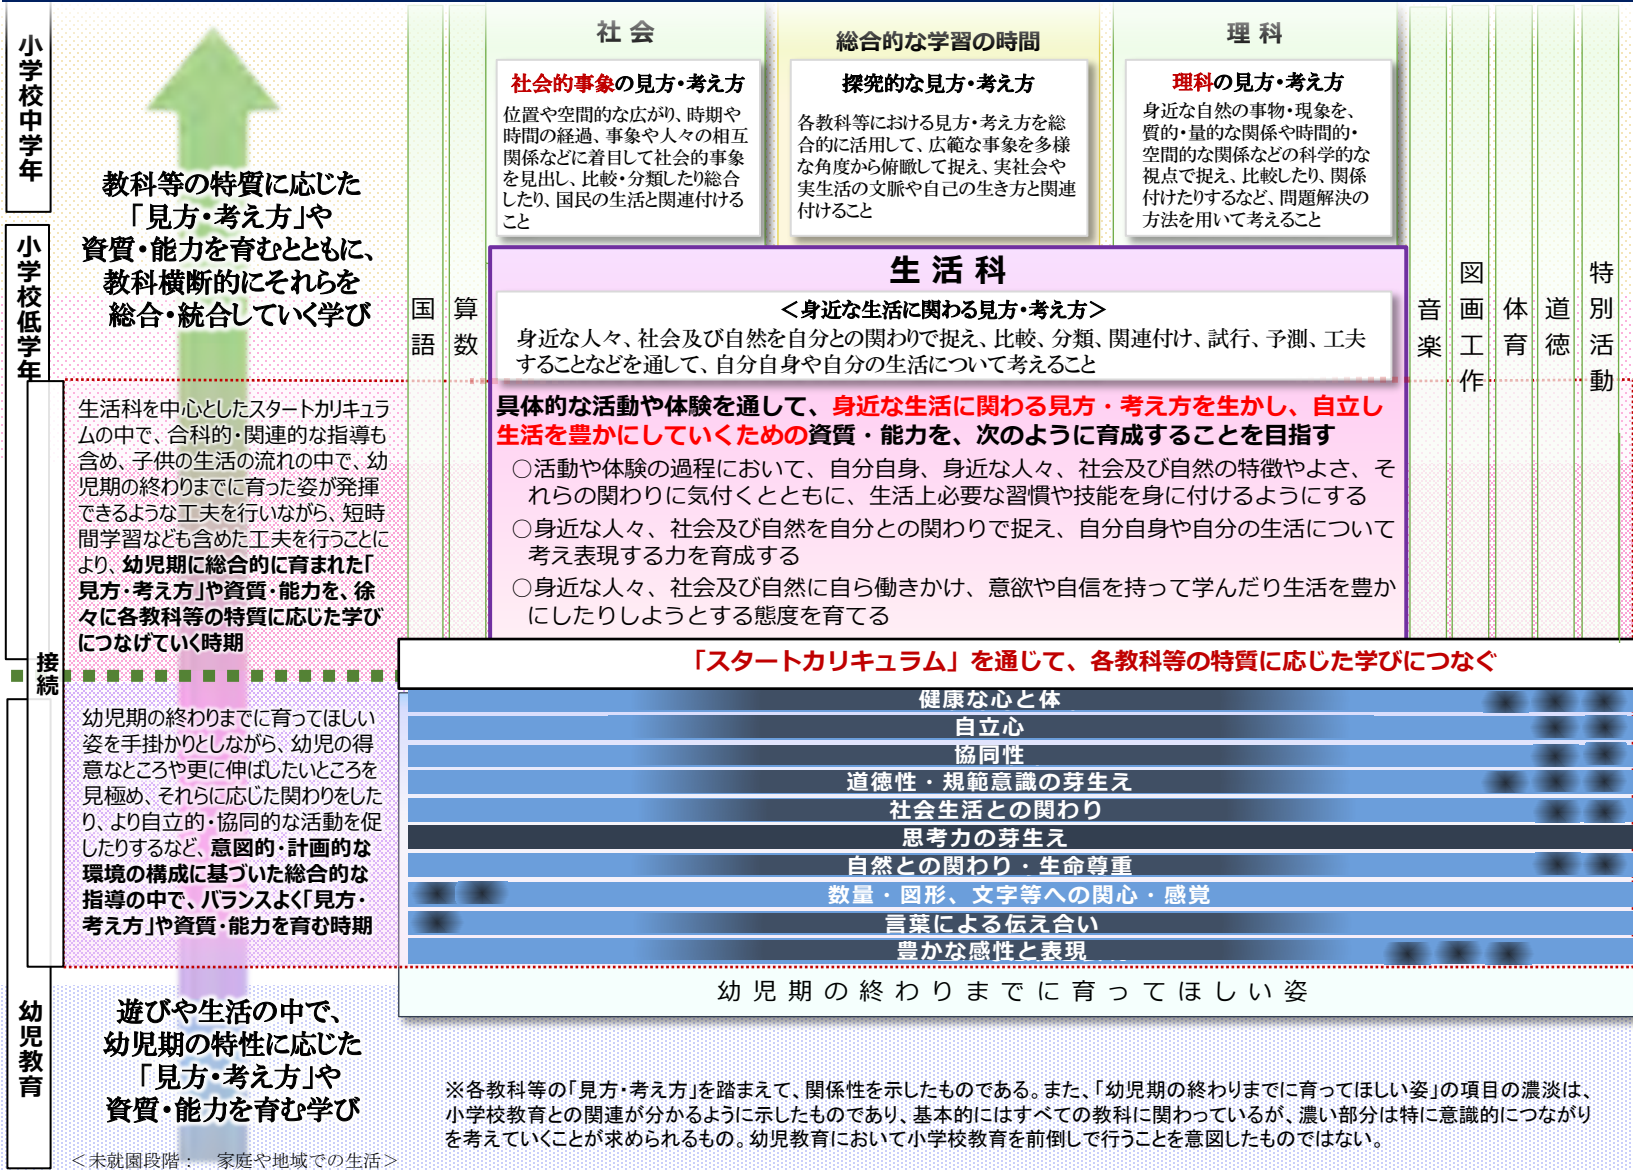 小学校中学年
小学校低学年
接続
幼児教育
教科等の特質に応じた
「見方・考え方」や
資質・能力を育むとともに、
教科横断的にそれらを
総合・統合していく学び
生活科を中心としたスタートカリキュラ
ムの中で、合科的・関連的な指導も
含め、子供の生活の流れの中で、幼
児期の終わりまでに育った姿が発揮
できるような工夫を行いながら、短時
間学習なども含めた工夫を行うことに
より、幼児期に総合的に育まれた「
見方・考え方」や資質・能力を、徐
々に各教科等の特質に応じた学び
につなげていく時期
幼児期の終わりまでに育ってほしい
姿を手掛かりとしながら、幼児の得
意なところや更に伸ばしたいところを
見極め、それらに応じた関わりをした
り、より自立的・協同的な活動を促
したりするなど、意図的・計画的な
環境の構成に基づいた総合的な
指導の中で、バランスよく「見方・
考え方」や資質・能力を育む時期
遊びや生活の中で、
幼児期の特性に応じた
「見方・考え方」や
資質・能力を育む学び
＜未就園段階： 家庭や地域での生活＞
国語
算数
社会
社会的事象の見方・考え方
位置や空間的な広がり、時期や
時間の経過、事象や人々の相互
関係などに着目して社会的事象
を見出し、比較・分類したり総合
したり、国民の生活と関連付ける
こと
総合的な学習の時間
探究的な見方・考え方
各教科等における見方・考え方を総
合的に活用して、広範な事象を多様
な角度から俯瞰して捉え、実社会や
実生活の文脈や自己の生き方と関連
付けること
理科
理科の見方・考え方
身近な自然の事物・現象を、
質的・量的な関係や時間的・
空間的な関係などの科学的な
視点で捉え、比較したり、関係
付けたりするなど、問題解決の
方法を用いて考えること
生活科
＜身近な生活に関わる見方・考え方＞
身近な人々、社会及び自然を自分との関わりで捉え、比較、分類、関連付け、試行、予測、工夫
することなどを通して、自分自身や自分の生活について考えること
具体的な活動や体験を通して、身近な生活に関わる見方・考え方を生かし、自立し
生活を豊かにしていくための資質・能力を、次のように育成することを目指す
○活動や体験の過程において、自分自身、身近な人々、社会及び自然の特徴やよさ、そ
れらの関わりに気付くとともに、生活上必要な習慣や技能を身に付けるようにする
○身近な人々、社会及び自然を自分との関わりで捉え、自分自身や自分の生活について
考え表現する力を育成する
○身近な人々、社会及び自然に自ら働きかけ、意欲や自信を持って学んだり生活を豊か
にしたりしようとする態度を育てる
音楽
図画工作
体育
道徳
特別活動
「スタートカリキュラム」を通じて、各教科等の特質に応じた学びにつなぐ
健康な心と体
自立心
協同性
道徳性・規範意識の芽生え
社会生活との関わり
思考力の芽生え
自然との関わり・生命尊重
数量・図形、文字等への関心・感覚
言葉による伝え合い
豊かな感性と表現
幼児期の終わりまでに育ってほしい姿
※各教科等の「見方・考え方」を踏まえて、関係性を示したものである。また、「幼児期の終わりまでに育ってほしい姿」の項目の濃淡は、
小学校教育との関連が分かるように示したものであり、基本的にはすべての教科に関わっているが、濃い部分は特に意識的につながり
を考えていくことが求められるもの。幼児教育において小学校教育を前倒しで行うことを意図したものではない。